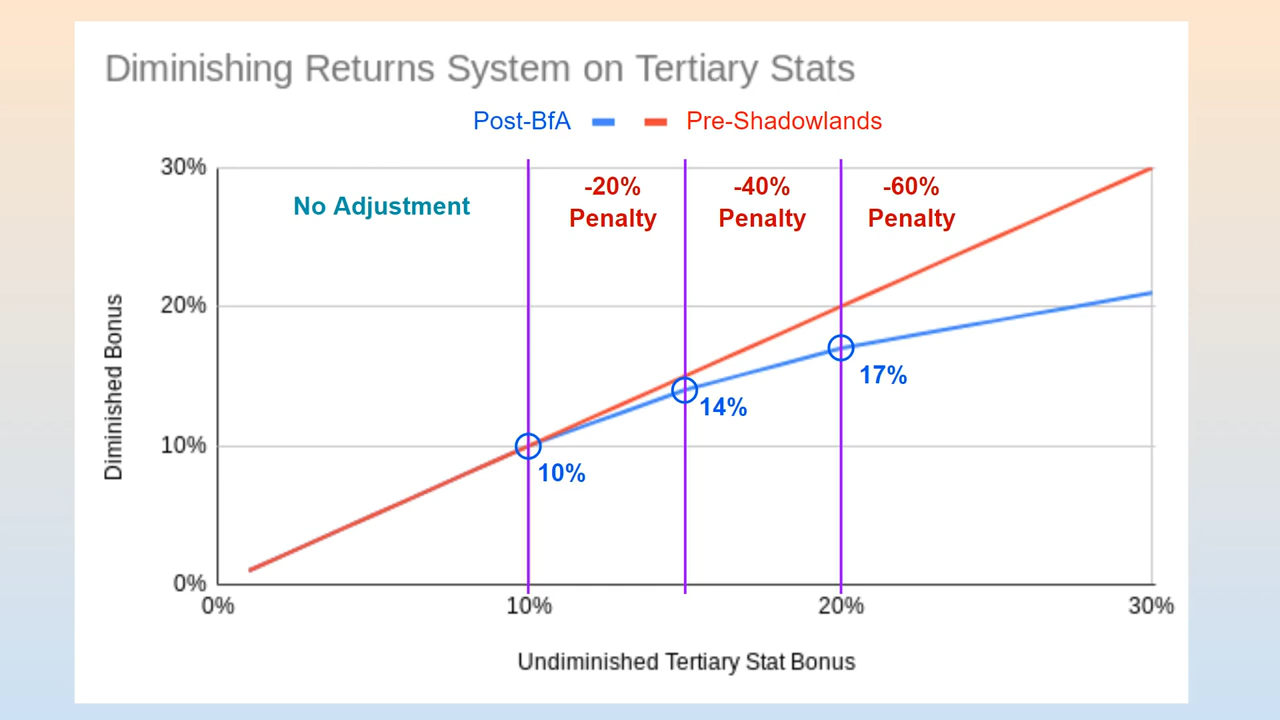 Diminishing Returns System on Tertiary Stats
Post-BfA
Pre-Shadowlands
30%
20%
10%
0%
Diminished Bonus
No Adjustment
-20%
Penalty
-40%
Penalty
-60%
Penalty
10%
14%
17%
0%
10%
20%
30%
Undiminished Tertiary Stat Bonus